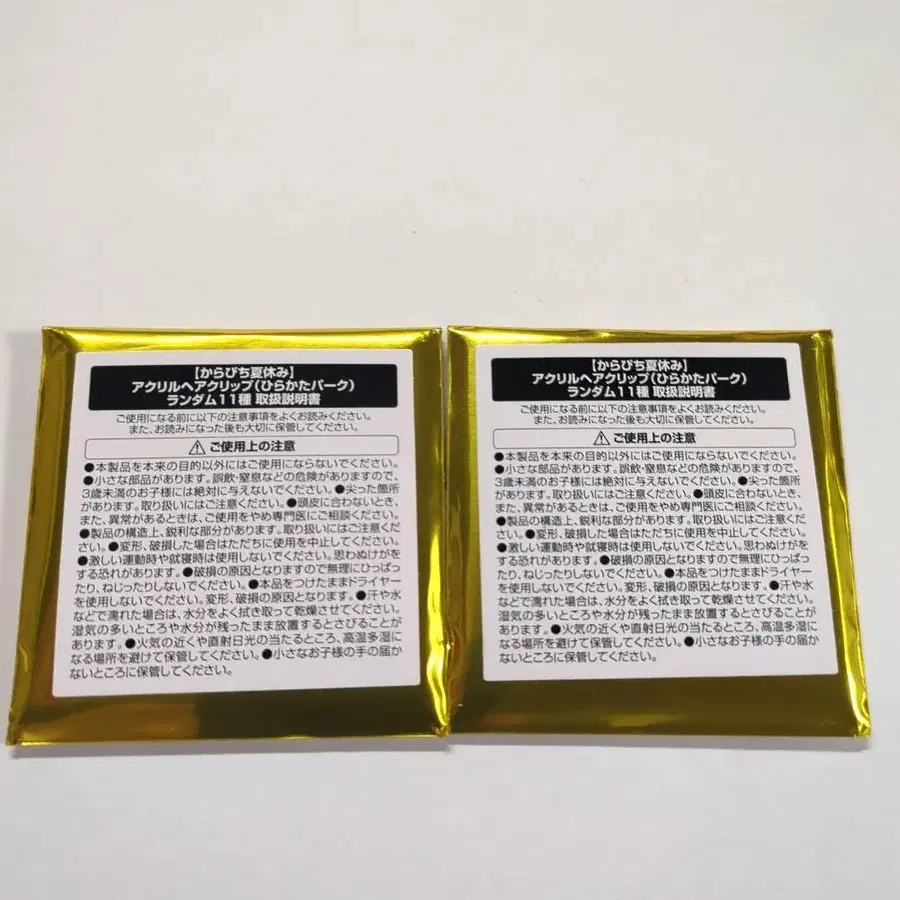 【からぴち夏休み】
アクリルヘアクリップ(ひらかたパーク)
ランダム11種 取扱説明書
ご使用になる前に以下の注意事項をよくお読みください。
また、お読みになった後も大切に保管してください。
⚠ ご使用上の注意
●本製品を本来の目的以外にはご使用にならないでください。
●小さな部品があります。誤飲・窒息などの危険がありますので、
3歳未満のお子様には絶対に与えないでください。●尖った箇所
があります。取り扱いにはご注意ください。●頭皮に合わないとき、
また、異常があるときは、ご使用をやめ専門医にご相談ください。
●製品の構造上、鋭利な部分があります。取り扱いにはご注意くだ
さい。●変形、破損した場合はただちに使用を中止してください。
●激しい運動時や就寝時は使用しないでください。思わぬけがを
する恐れがあります。●破損の原因となりますので無理にひっぱっ
たり、ねじったりしないでください。●本品をつけたままドライヤー
を使用しないでください。変形、破損の原因となります。●汗や水
などで濡れた場合は、水分をよく拭き取って乾燥させてください。
湿気の多いところや水分が残ったまま放置するとさびることが
あります。●火気の近くや直射日光の当たるところ、高温多湿に
なる場所を避けて保管してください。●小さなお子様の手の届か
ないところに保管してください。
【からぴち夏休み】
アクリルヘアクリップ(ひらかたパーク)
ランダム11種 取扱説明書
ご使用になる前に以下の注意事項をよくお読みください。
また、お読みになった後も大切に保管してください。
⚠ ご使用上の注意
●本製品を本来の目的以外にはご使用にならないでください。
●小さな部品があります。誤飲・窒息などの危険がありますので、
3歳未満のお子様には絶対に与えないでください。●尖った箇所
があります。取り扱いにはご注意ください。●頭皮に合わないとき、
また、異常があるときは、ご使用をやめ専門医にご相談ください。
●製品の構造上、鋭利な部分があります。取り扱いにはご注意くだ
さい。●変形、破損した場合はただちに使用を中止してください。
●激しい運動時や就寝時は使用しないでください。思わぬけがを
する恐れがあります。●破損の原因となりますので無理にひっぱっ
たり、ねじったりしないでください。●本品をつけたままドライヤー
を使用しないでください。変形、破損の原因となります。●汗や水
などで濡れた場合は、水分をよく拭き取って乾燥させてください。
湿気の多いところや水分が残ったまま放置するとさびることが
あります。●火気の近くや直射日光の当たるところ、高温多湿に
なる場所を避けて保管してください。●小さなお子様の手の届か
ないところに保管してください。